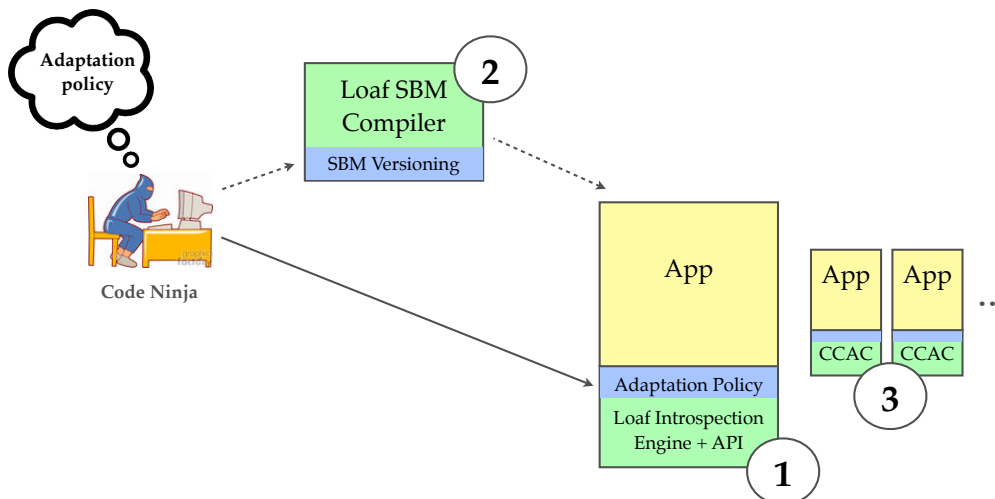 Adaptation
policy
2
Loaf SBM
Compiler
SBM Versioning
Code Ninja
App
App
App
..
CCAC
CCAC
3
Adaptation Policy
Loaf Introspection
Engine + API
1